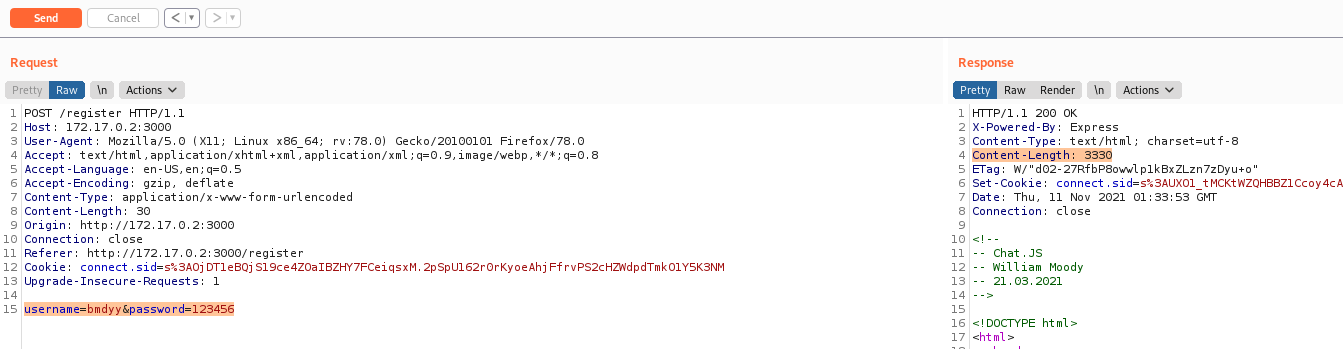 Send Cancel < ▾ > ▾
Request
Pretty Raw \n Actions
1 POST /register HTTP/1.1
2 Host: 172.17.0.2:3000
3 User-Agent: Mozilla/5.0 (X11; Linux x86_64; rv:78.0) Gecko/20100101 Firefox/78.0
4 Accept: text/html,application/xhtml+xml,application/xml;q=0.9,image/webp,*/*;q=0.8
5 Accept-Language: en-US,en;q=0.5
6 Accept-Encoding: gzip, deflate
7 Content-Type: application/x-www-form-urlencoded
8 Content-Length: 30
9 Origin: http://172.17.0.2:3000
10 Connection: close
11 Referer: http://172.17.0.2:3000/register
12 Cookie: connect.sid=s%3AOjDT1eBQjS19ce4ZOaIBZHY7FCeiqsxM.2pSpU162r0rKyoeAhjFfrvPS2cHZWdpdTmkO1Y5K3NM
13 Upgrade-Insecure-Requests: 1
14
15 username=bmdyy&password=123456
Response
Pretty Raw Render \n Actions
1 HTTP/1.1 200 OK
2 X-Powered-By: Express
3 Content-Type: text/html; charset=utf-8
4 Content-Length: 3330
5 ETag: W/"d02-27RfbP8owwlp1kBxZLzn7zDyu+o"
6 Set-Cookie: connect.sid=s%3AUXO1_tMCKtWZQHBBZ1Ccoy4cA
7 Date: Thu, 11 Nov 2021 01:33:53 GMT
8 Connection: close
9
10 <!--
11 -- Chat.JS
12 -- William Moody
13 -- 21.03.2021
14 -->
15
16 <!DOCTYPE html>
17 <html>